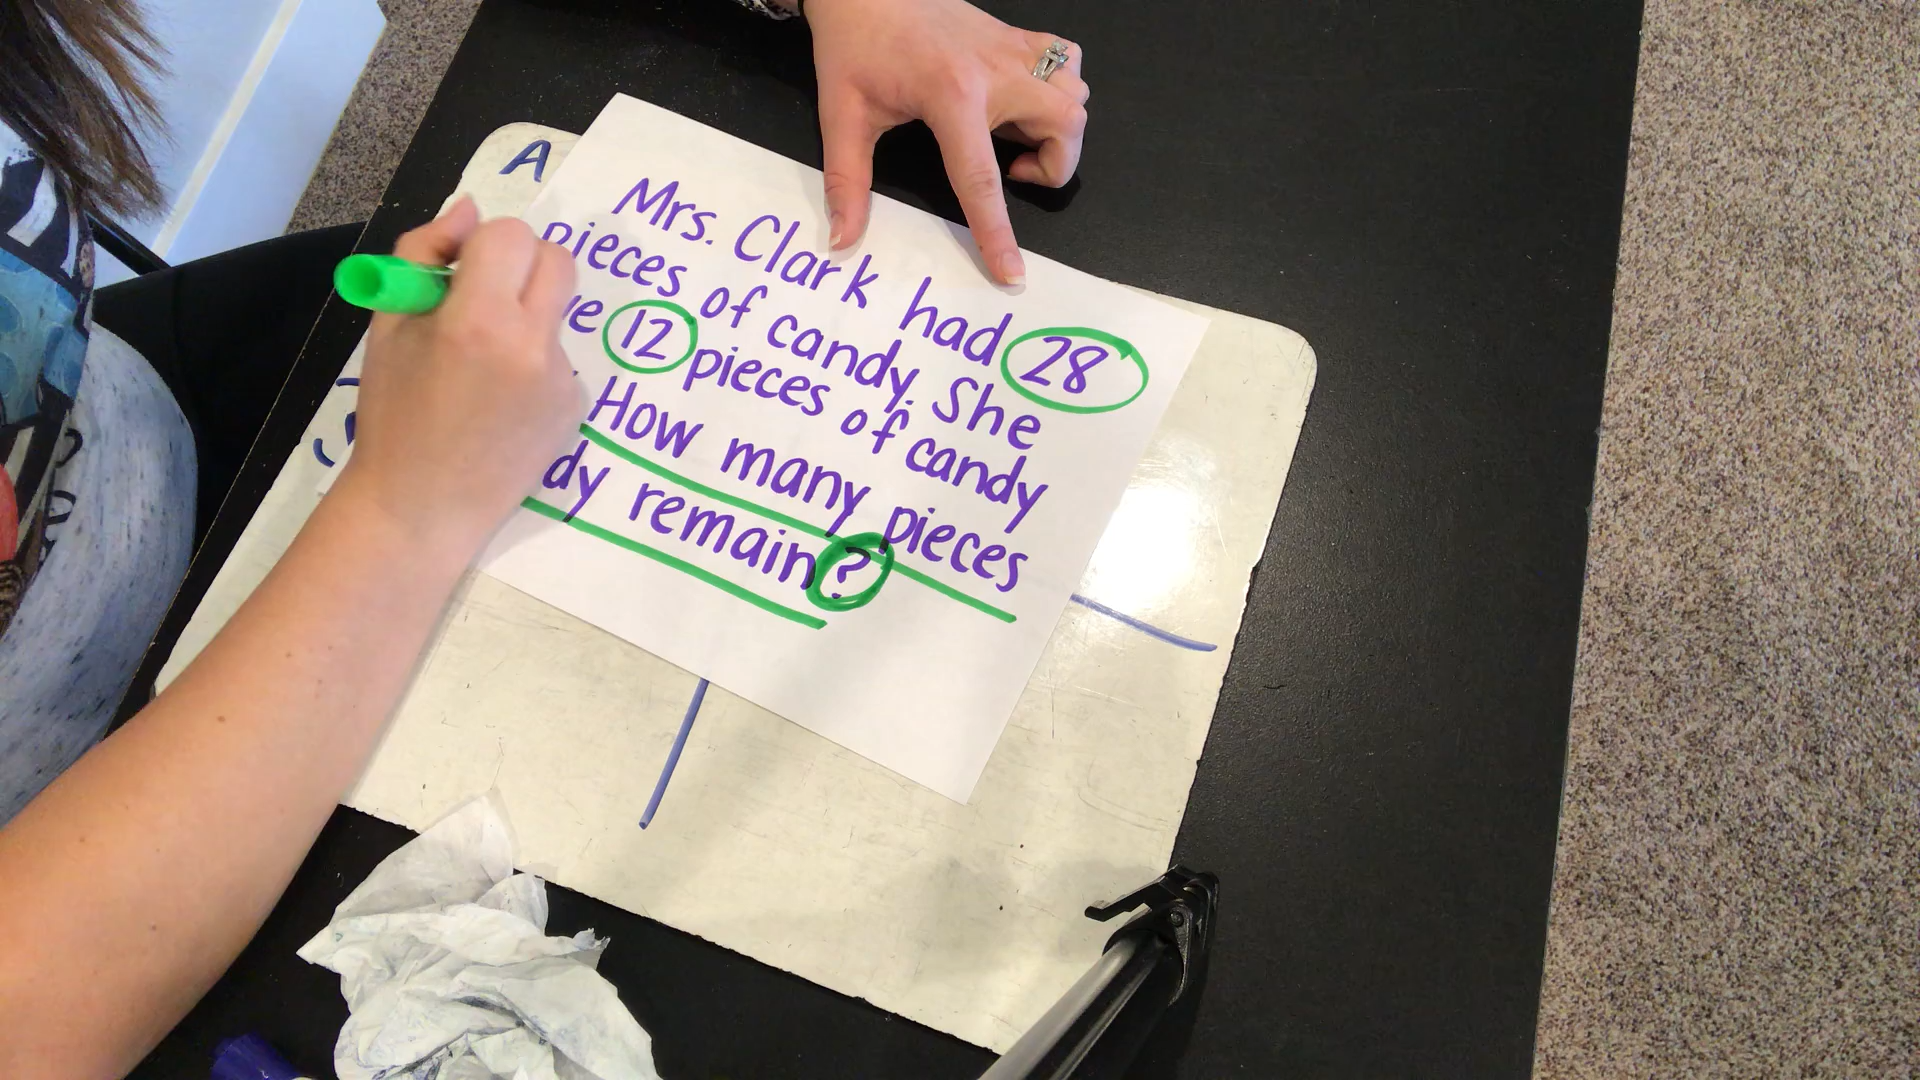 A
Mrs. Clark had 28
pieces of candy. She
12 pieces of candy
How many pieces
remain?